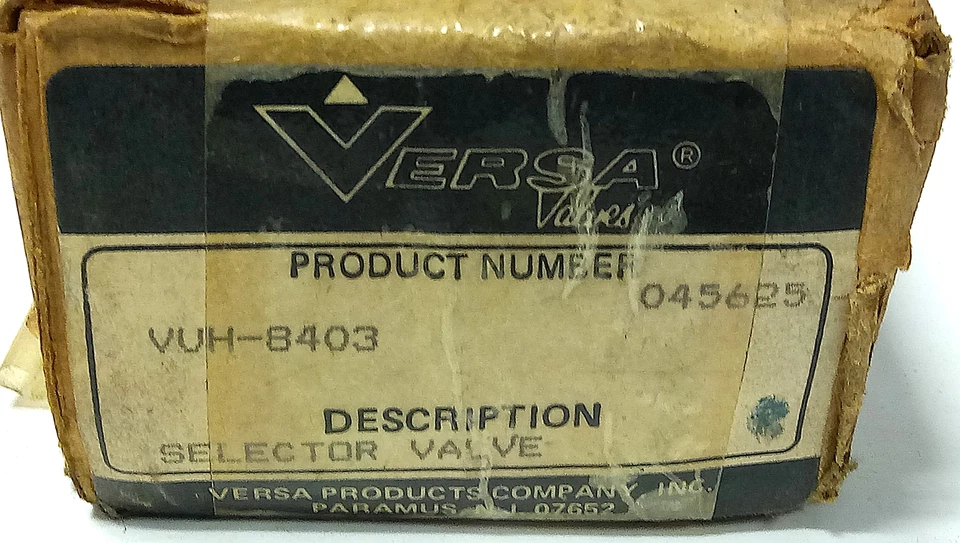 VERSA®
Valves
PRODUCT NUMBER
045625
VUH-8403
DESCRIPTION
SELECTOR VALVE
VERSA PRODUCTS COMPANY, INC.
PARAMUS, N.J. 07652